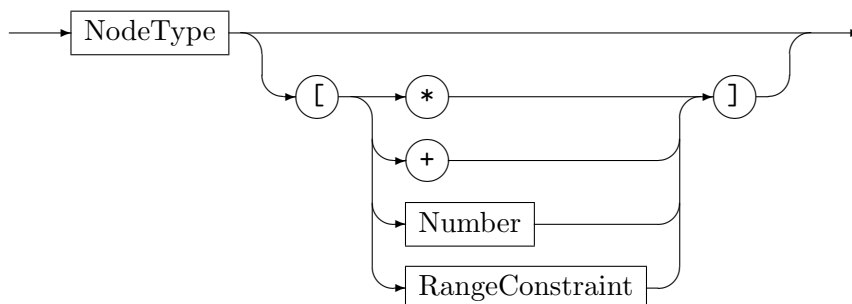 NodeType
[ * ]
+
Number
RangeConstraint